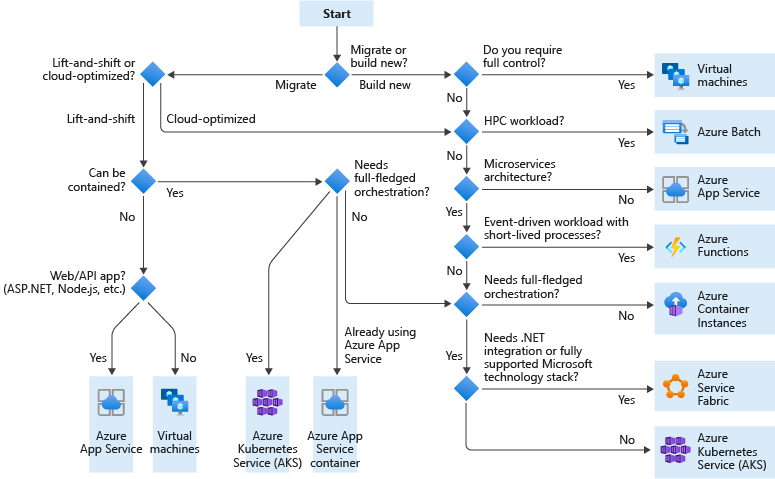 Start
Migrate or
build new?
Migrate
Build new
Lift-and-shift or
cloud-optimized?
Lift-and-shift
Cloud-optimized
Can be
contained?
Yes
No
Needs
full-fledged
orchestration?
No
Yes
Already using
Azure App
Service
Web/API app?
(ASP.NET, Node.js, etc.)
Yes
No
Azure
App Service
Virtual
machines
Azure
Kubernetes
Service (AKS)
Azure App
Service
container
Do you require
full control?
Yes
No
Virtual
machines
HPC workload?
Yes
No
Azure Batch
Microservices
architecture?
No
Yes
Azure
App Service
Event-driven workload with
short-lived processes?
Yes
No
Azure
Functions
Needs full-fledged
orchestration?
No
Yes
Azure
Container
Instances
Needs .NET
integration or fully
supported Microsoft
technology stack?
Yes
No
Azure
Service
Fabric
Azure
Kubernetes
Service (AKS)